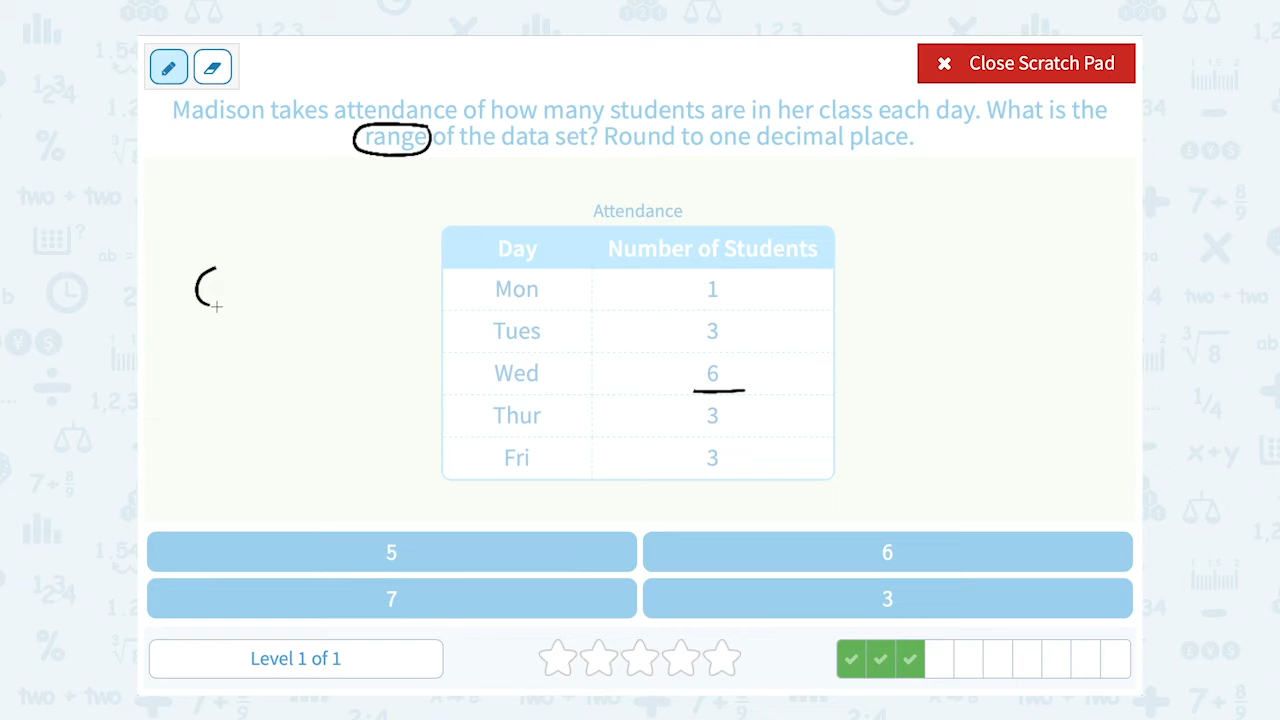 Close Scratch Pad
Madison takes attendance of how many students are in her class each day. What is the
range of the data set? Round to one decimal place.
Attendance
Day Number of Students
Mon 1
Tues 3
Wed 6
Thur 3
Fri 3
5 6
7 3
Level 1 of 1